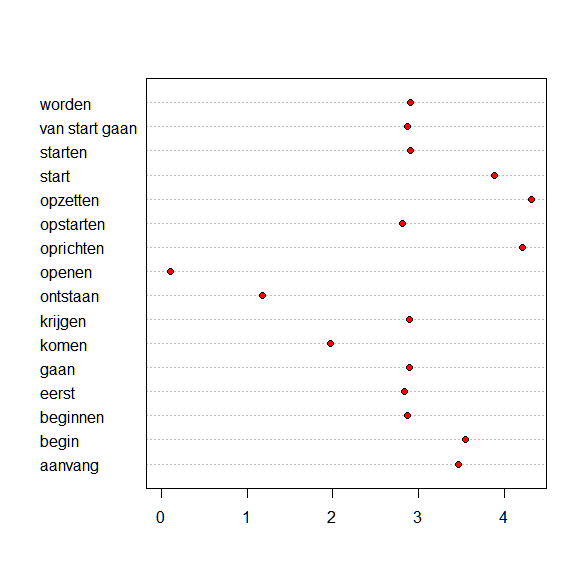 worden
van start gaan
starten
start
opzetten
opstarten
oprichten
openen
ontstaan
krijgen
komen
gaan
eerst
beginnen
begin
aanvang
0 1 2 3 4